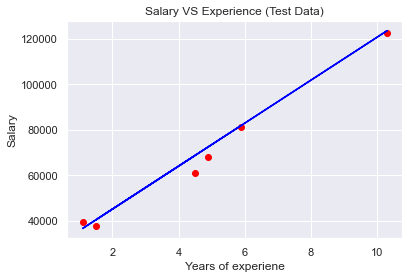 Salary VS Experience (Test Data)
120000
100000
80000
60000
40000
Salary
2 4 6 8 10
Years of experiene